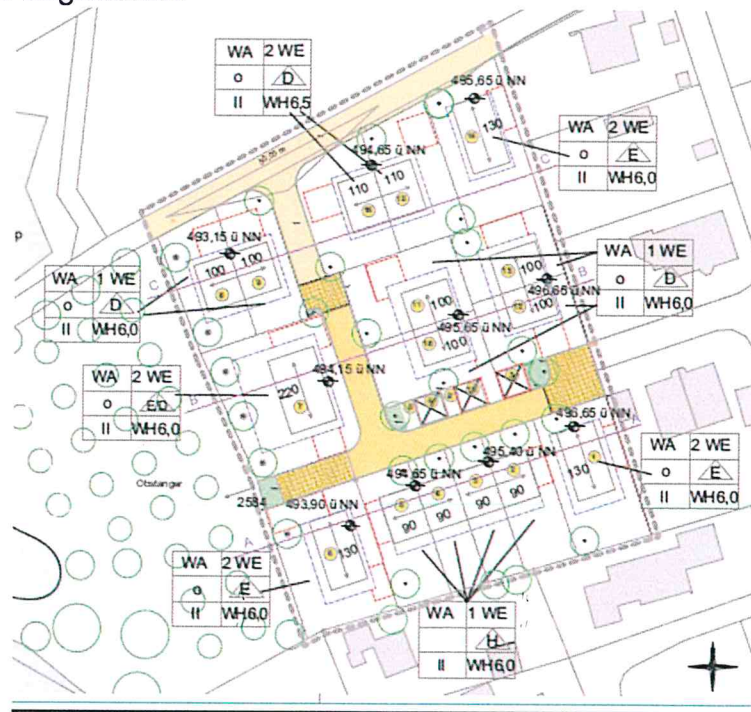 WA 2 WE
o D
II WH6,5
495,65 ü NN
130
494,65 ü NN
110 110
WA 2 WE
o E
II WH6,0
493,15 ü NN
100 100
WA 1 WE
o D
II WH6,0
WA 1 WE
o D
II WH6,0
100
496,65 ü NN
100
100
495,65 ü NN
100
C
C
B
B
A
WA 2 WE
o E/D
II WH6,0
494,15 ü NN
220
7
496,65 ü NN
495,40 ü NN
494,65 ü NN
130
WA 2 WE
o E
II WH6,0
Obstanger
2584
493,90 ü NN
90 90 90 90
130
WA 2 WE
o E
II WH6,0
WA 1 WE
H
II WH6,0